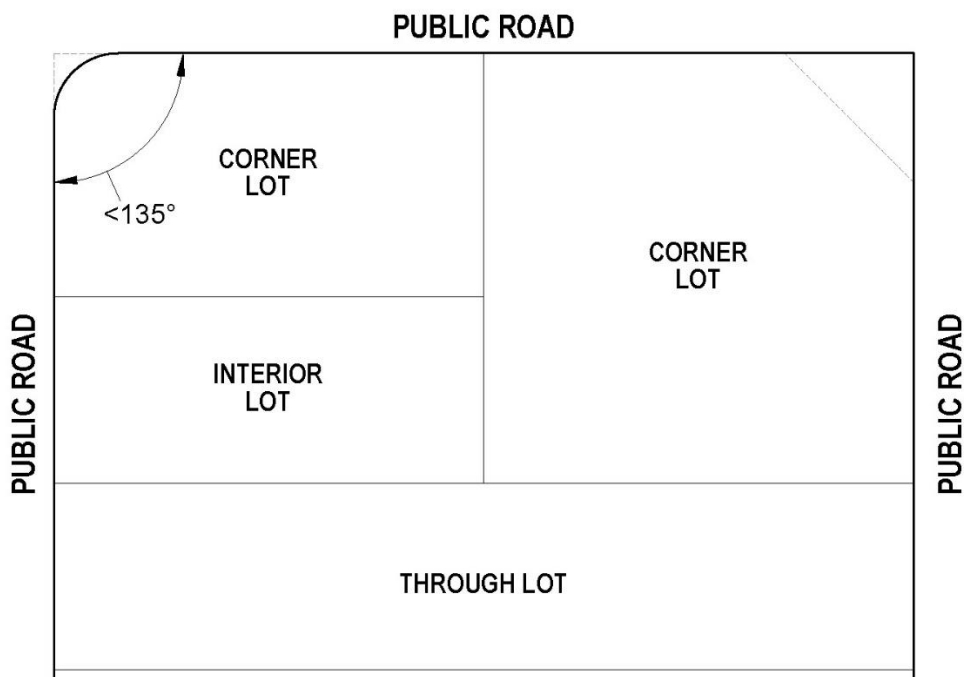 PUBLIC ROAD
CORNER
LOT
<135°
CORNER
LOT
INTERIOR
LOT
PUBLIC ROAD
PUBLIC ROAD
THROUGH LOT